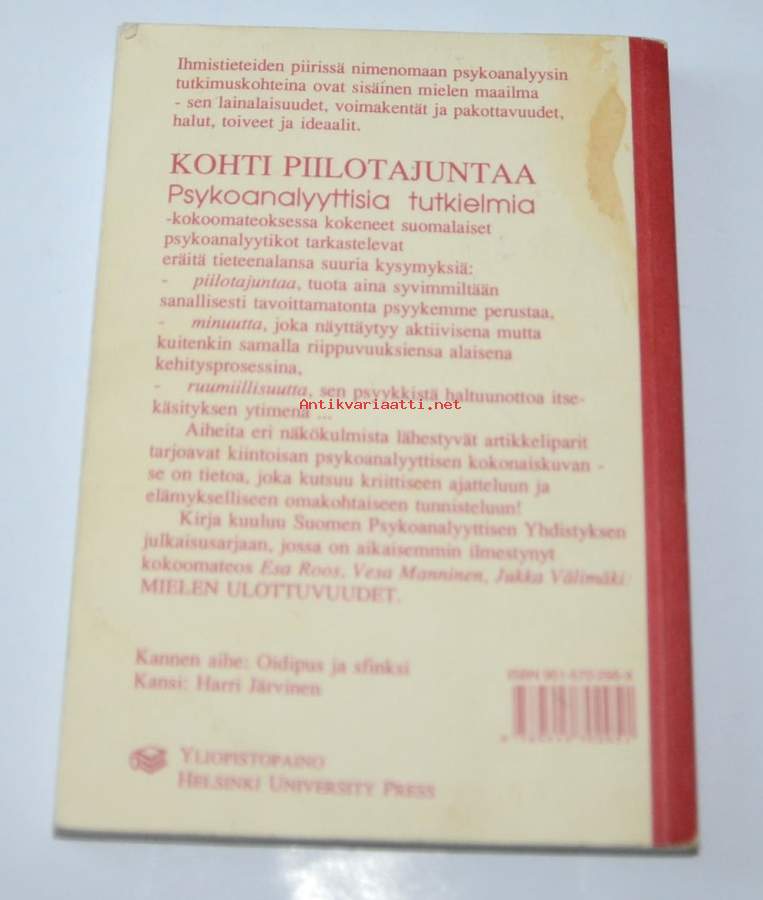 Ihmistieteiden piirissä nimenomaan psykoanalyysin
tutkimuskohteina ovat sisäinen mielen maailma
- sen lainalaisuudet, voimakentät ja pakottavuudet,
halut, toiveet ja ideaalit.
KOHTI PIILOTAJUNTAA
Psykoanalyyttisia tutkielmia
-kokoomateoksessa kokeneet suomalaiset
psykoanalyytikot tarkastelevat
eräitä tieteenalansa suuria kysymyksiä:
- piilotajuntaa, tuota aina syvimmiltään
sanallisesti tavoittamatonta psyykemme perustaa,
- minuutta, joka näyttäytyy aktiivisena mutta
kuitenkin samalla riippuvuuksiensa alaisena
kehitysprosessina,
- ruumiillisuutta, sen psyykkistä haltuunottoa itse-
käsityksen ytimenä ...
Antikvariaatti.net
Aiheita eri näkökulmista lähestyvät artikkeliparit
tarjoavat kiintoisan psykoanalyyttisen kokonaiskuvan -
se on tietoa, joka kutsuu kriittiseen ajatteluun ja
elämykselliseen omakohtaiseen tunnisteluun!
Kirja kuuluu Suomen Psykoanalyyttisen Yhdistyksen
julkaisusarjaan, jossa on aikaisemmin ilmestynyt
kokoomateos Esa Roos, Vesa Manninen, Jukka Välimäki:
MIELEN ULOTTUVUUDET.
Kannen aihe: Oidipus ja sfinksi
Kansi: Harri Järvinen
ISBN
YLIOPISTOPAINO
HELSINKI UNIVERSITY PRESS